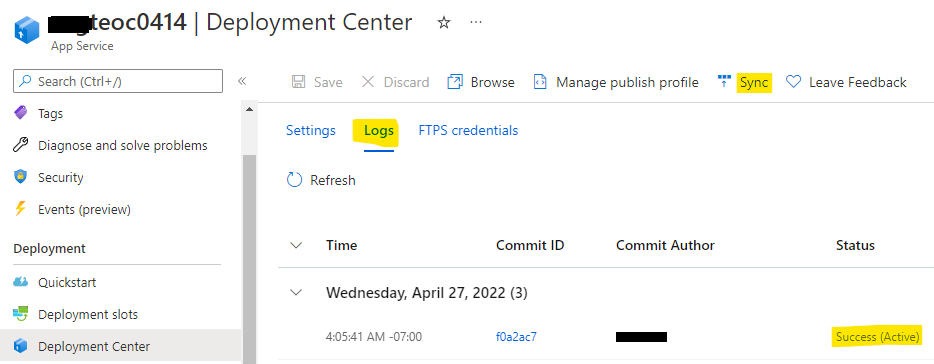 teoc0414 | Deployment Center ☆ ···
App Service
Search (Ctrl+/) «
Save Discard Browse Manage publish profile Sync Leave Feedback
Tags
Diagnose and solve problems
Security
Events (preview)
Deployment
Quickstart
Deployment slots
Deployment Center
Settings Logs FTPS credentials
Refresh
Time Commit ID Commit Author Status
Wednesday, April 27, 2022 (3)
4:05:41 AM -07:00 f0a2ac7 Success (Active)